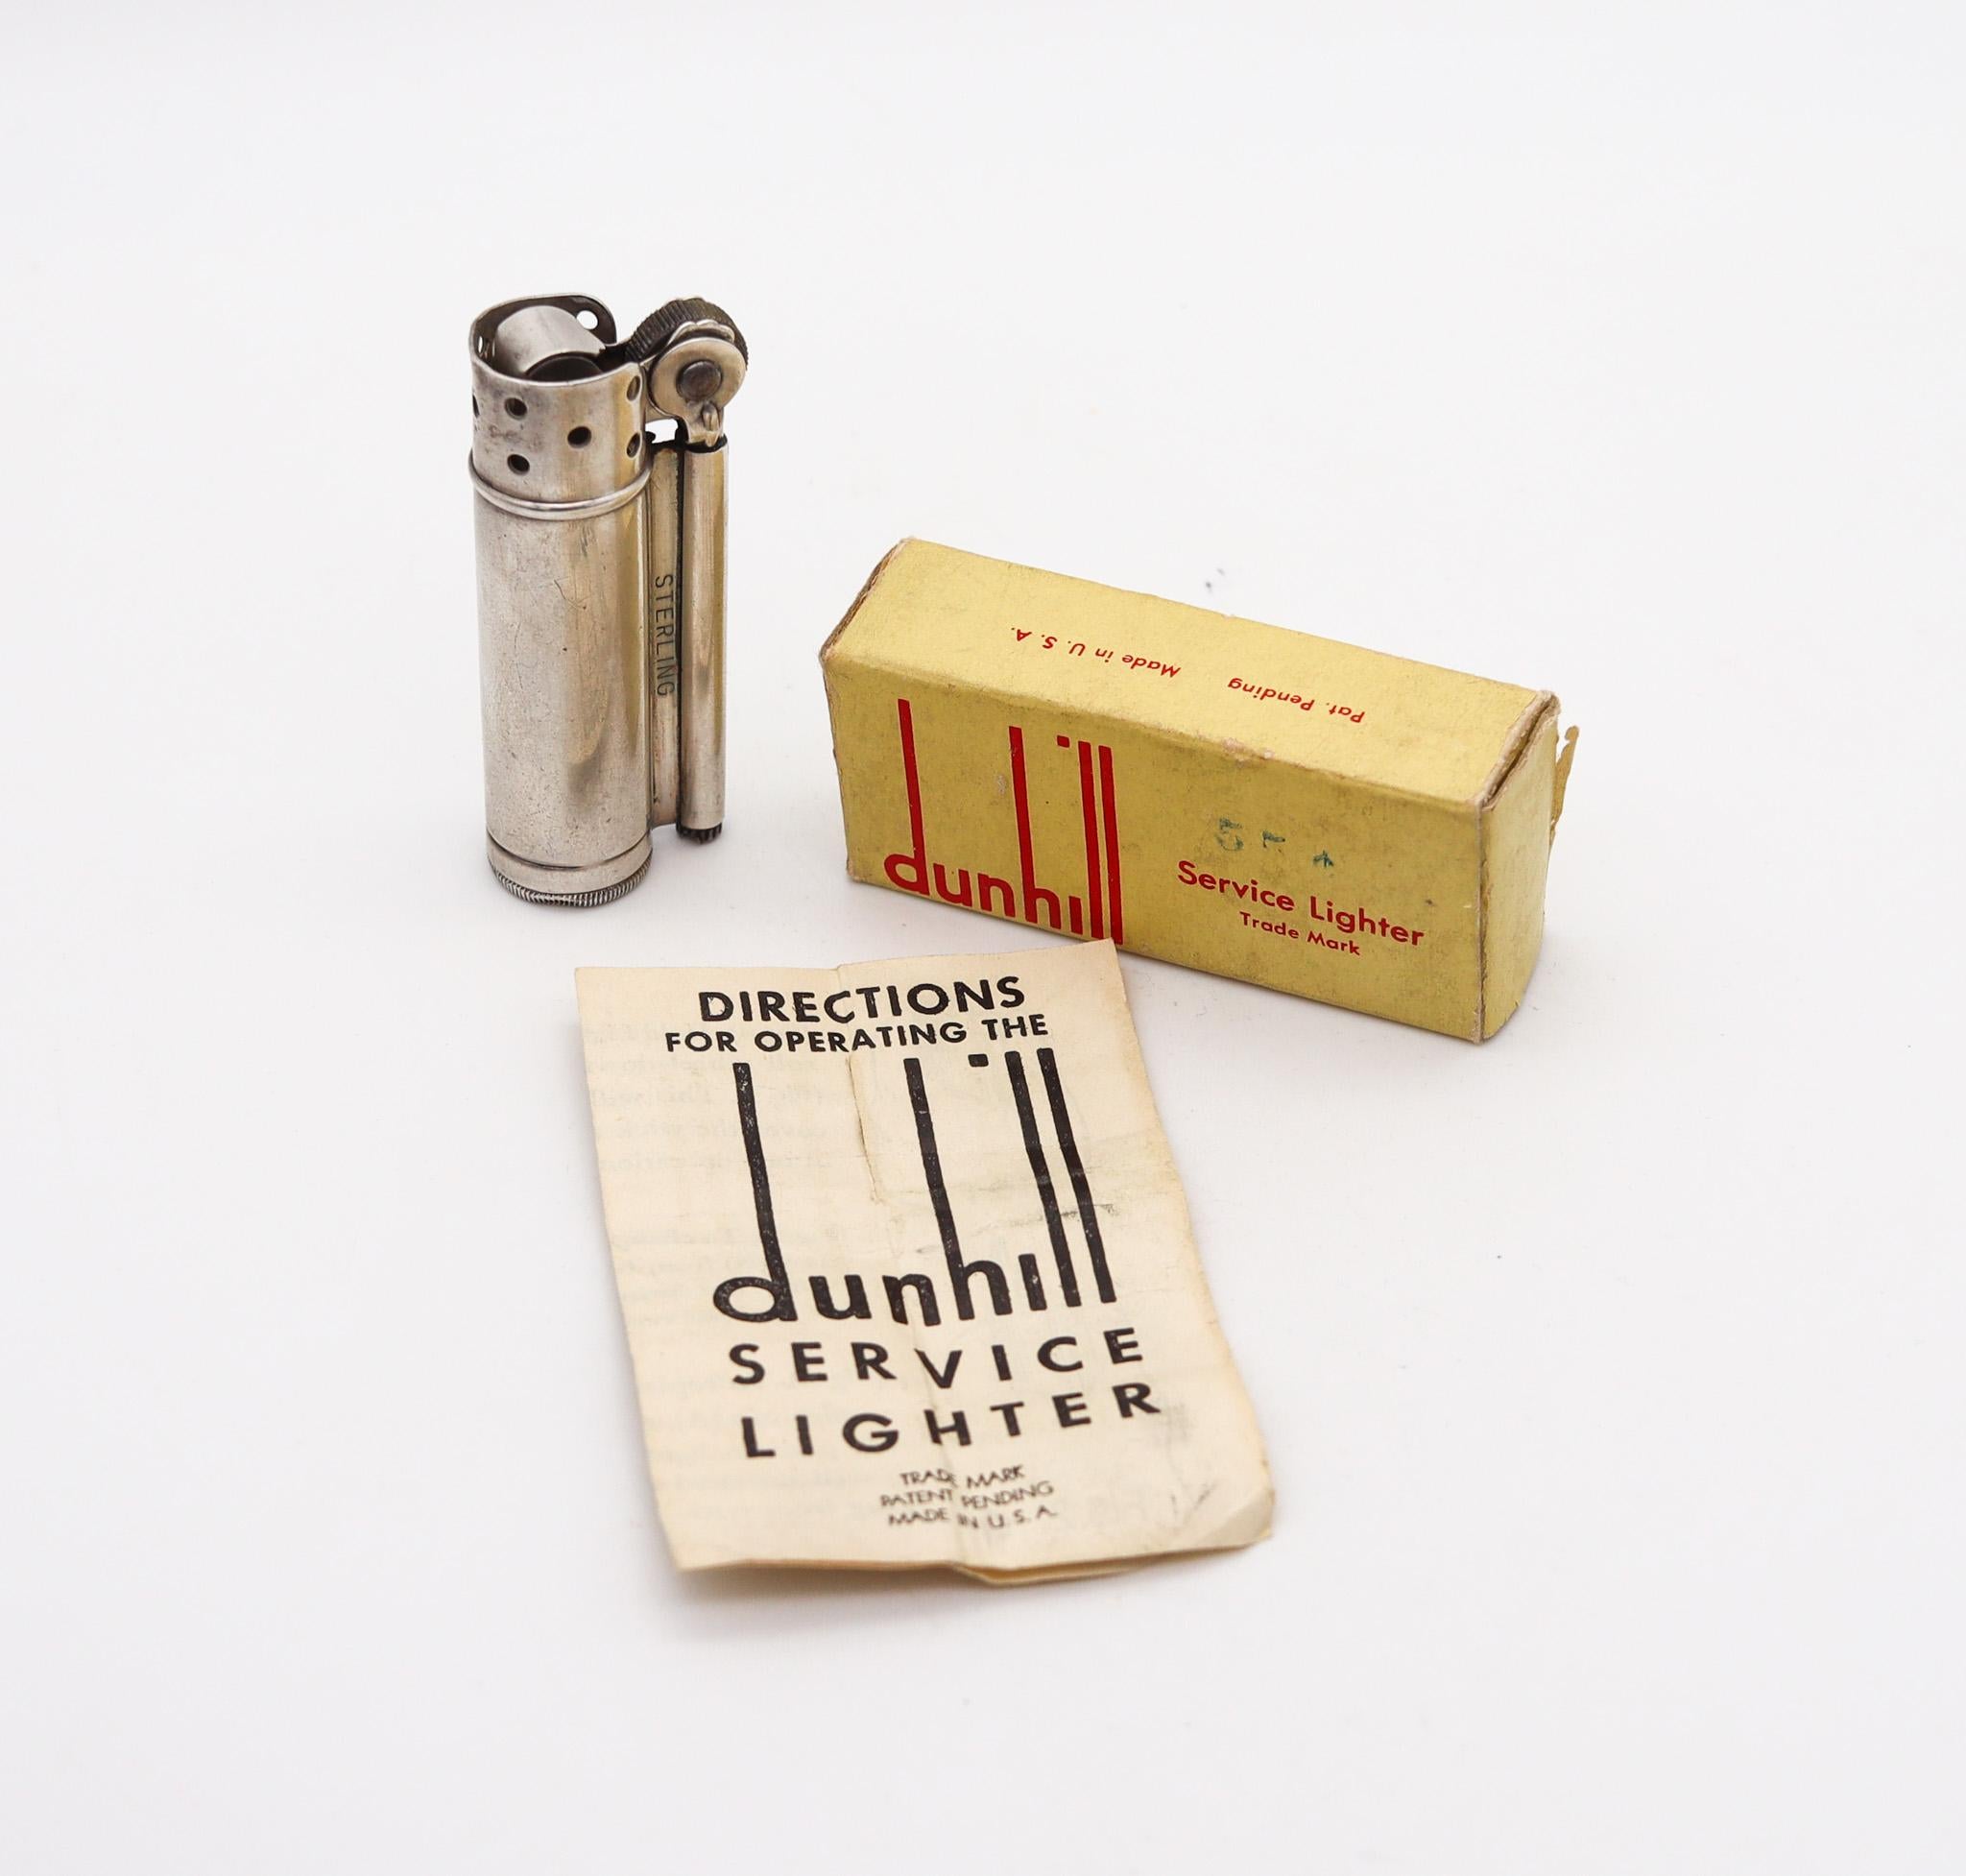 STERLING
Pat. Pending Made in U.S.A.
dunhill
Service Lighter
Trade Mark
DIRECTIONS
FOR OPERATING THE
dunhill
SERVICE
LIGHTER
TRADE MARK
PATENT PENDING
MADE IN U.S.A.